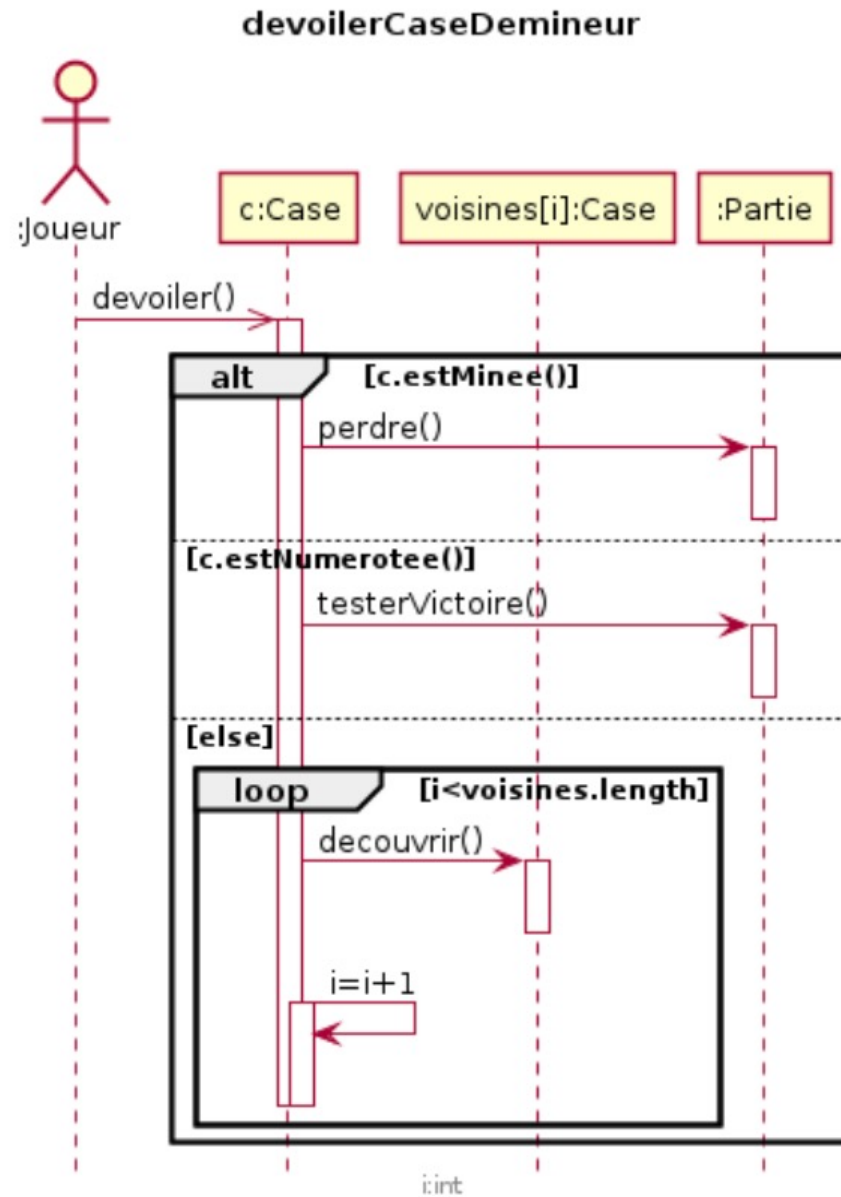 devoilerCaseDemineur
:Joueur
c:Case
voisines[i]:Case
:Partie
devoiler()
alt
[c.estMinee()]
perdre()
[c.estNumerotee()]
testerVictoire()
[else]
loop
[i<voisines.length]
decouvrir()
i=i+1
i:int